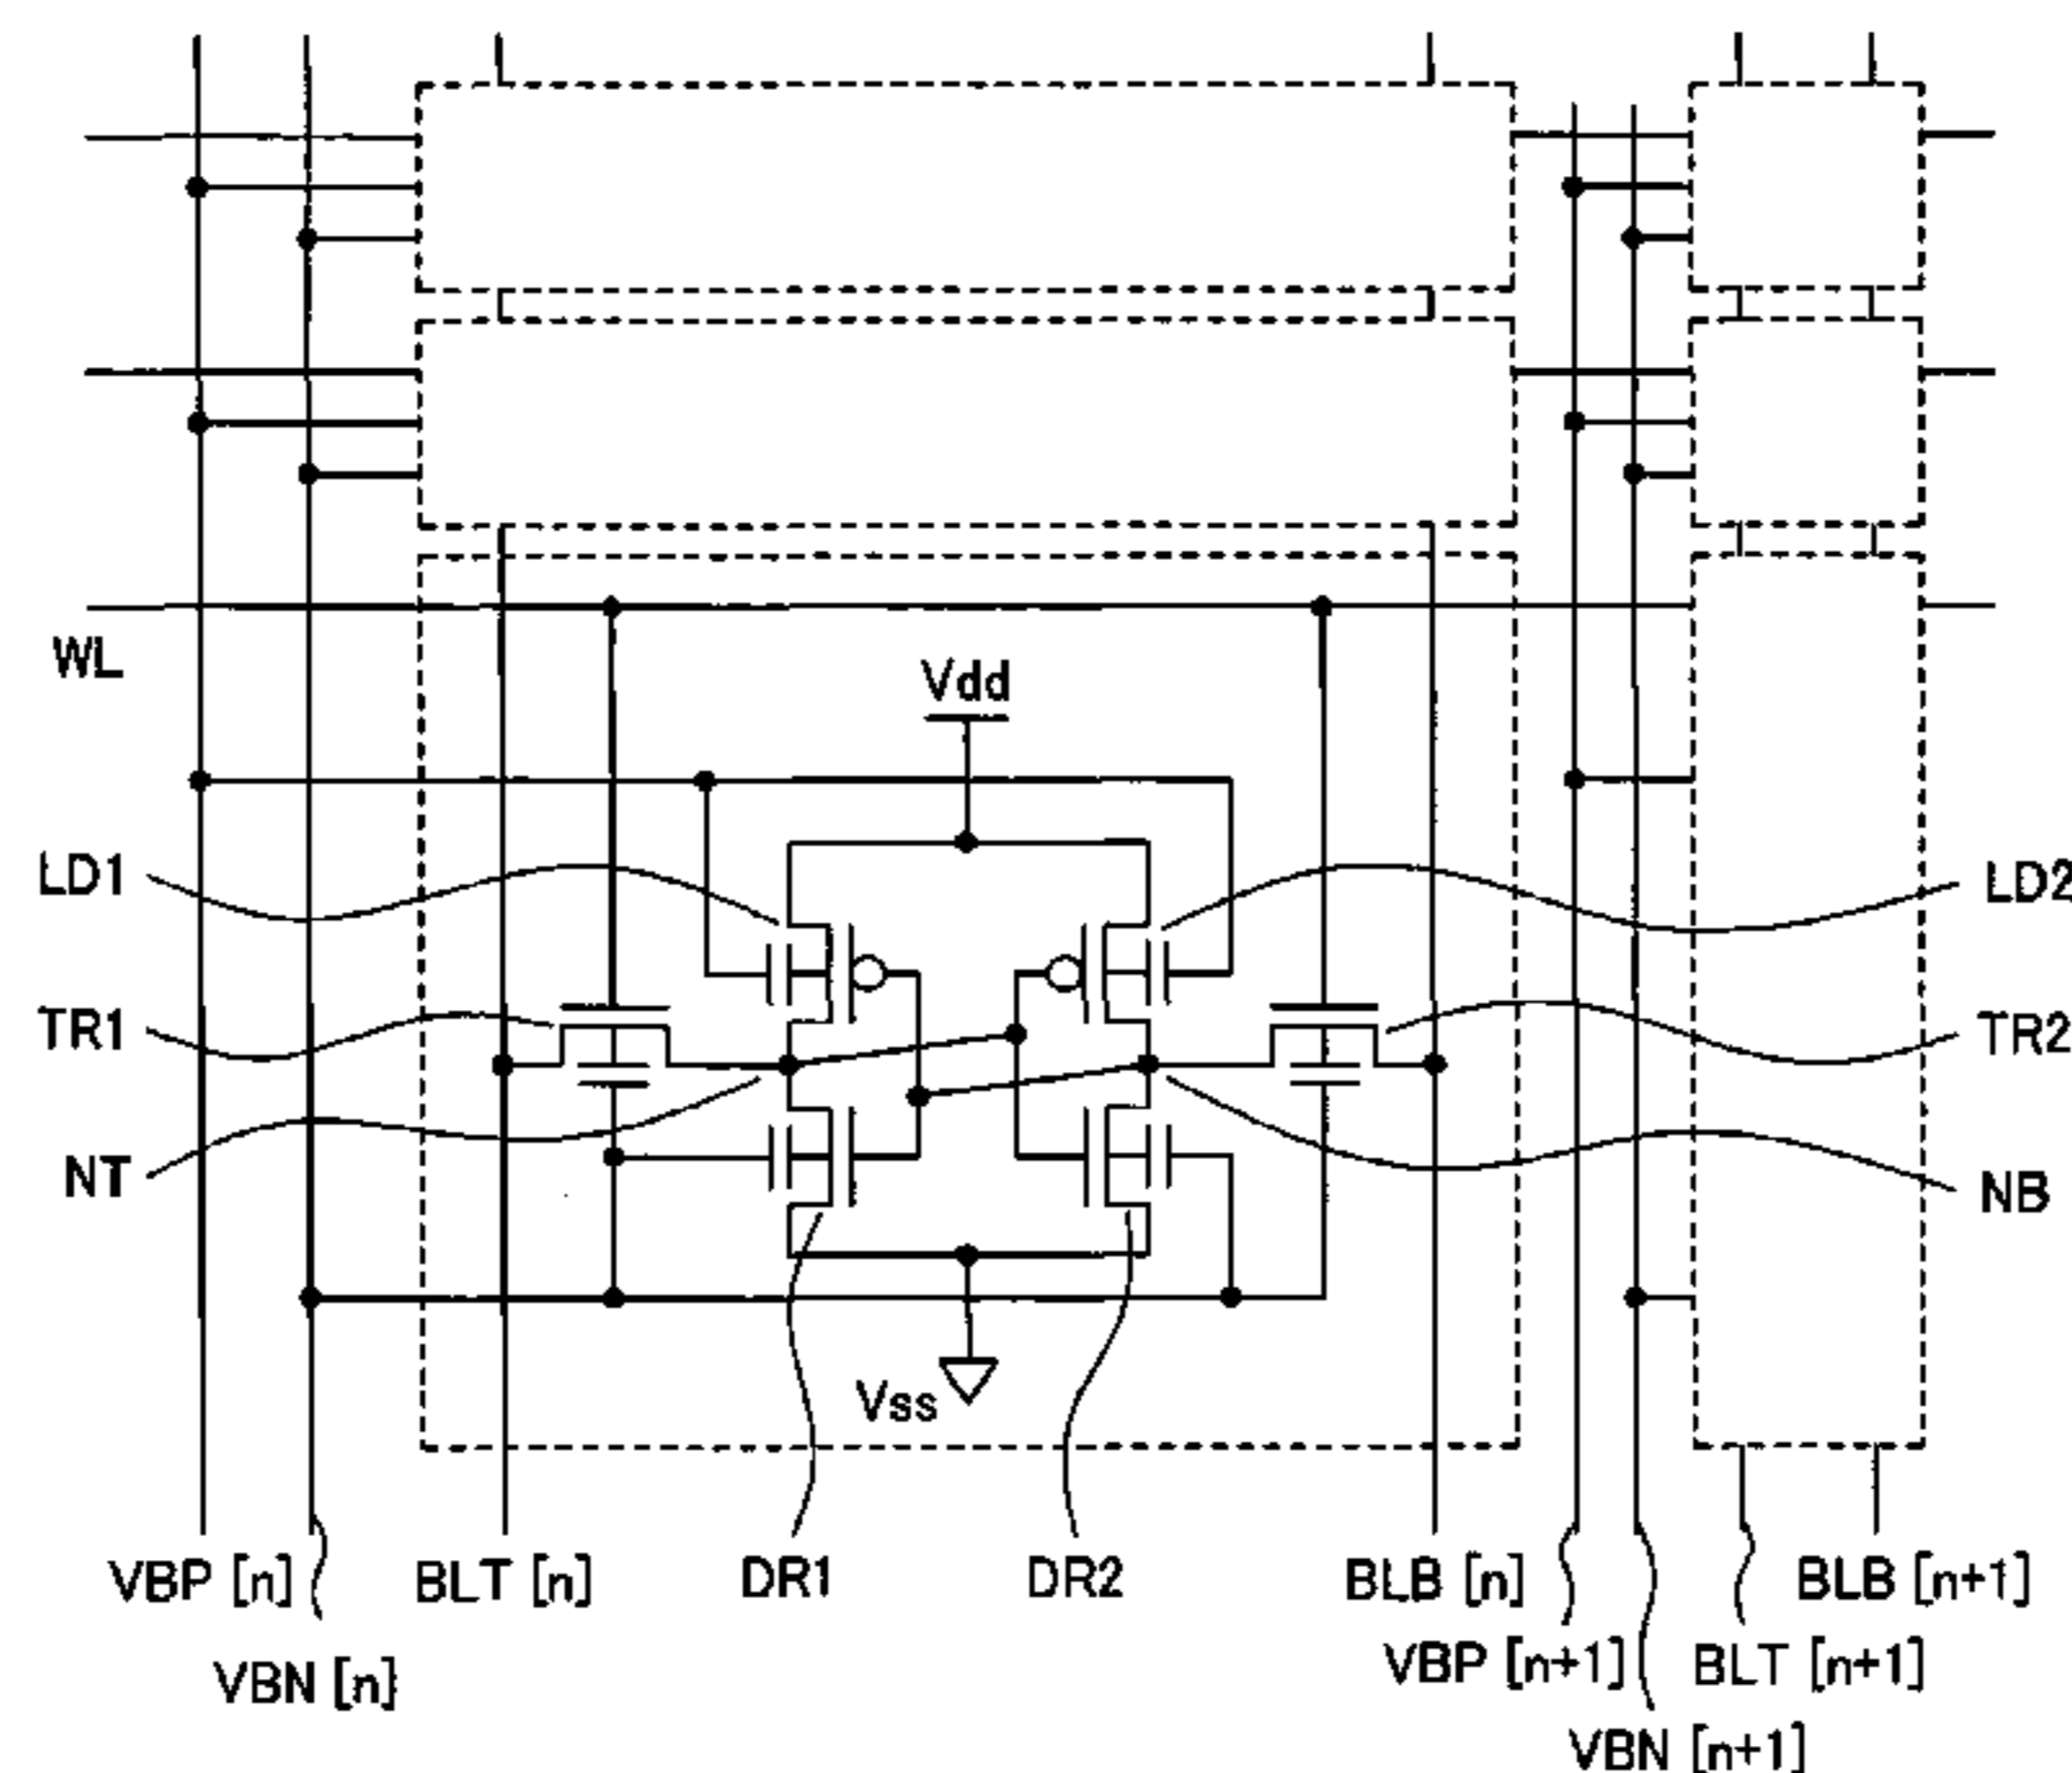 WL
Vdd
LD1
LD2
TR1
TR2
NT
NB
Vss
VBP [n]
BLT [n]
DR1
DR2
BLB [n]
BLB [n+1]
VBN [n]
VBP [n+1]
BLT [n+1]
VBN [n+1]